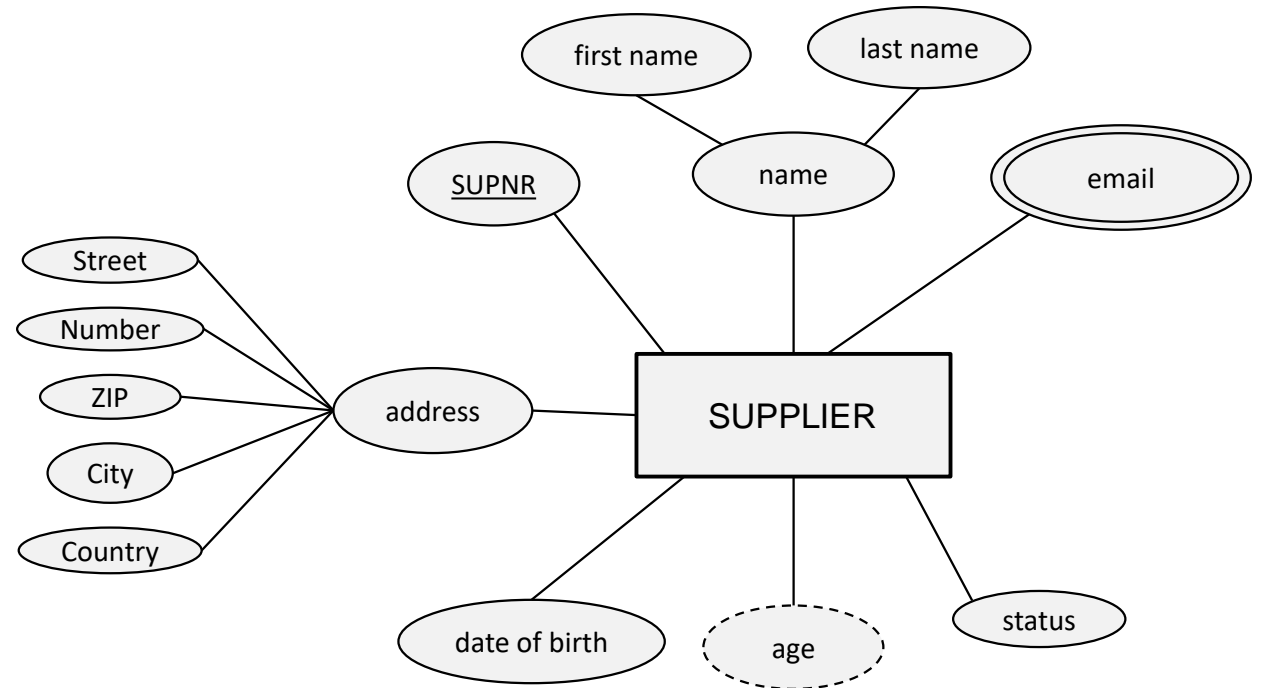 first name
last name
name
SUPNR
email
Street
Number
ZIP
City
Country
address
SUPPLIER
date of birth
age
status